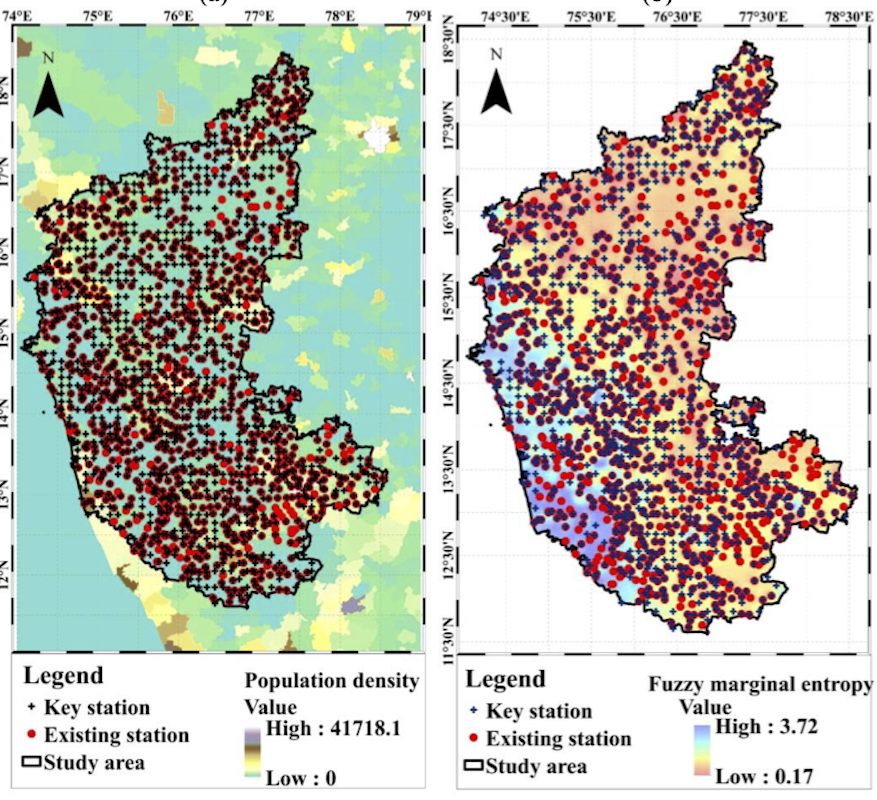 (a)
(b)
74°E 75°E 76°E 77°E 78°E 79°E
74°30'E 75°30'E 76°30'E 77°30'E 78°30'E
N
N
18°N
17°N
16°N
15°N
14°N
13°N
12°N
18°30'N
17°30'N
16°30'N
15°30'N
14°30'N
13°30'N
12°30'N
11°30'N
Legend
Key station
Existing station
Study area
Population density
Value
High : 41718.1
Low : 0
Legend
Key station
Existing station
Study area
Fuzzy marginal entropy
Value
High : 3.72
Low : 0.17